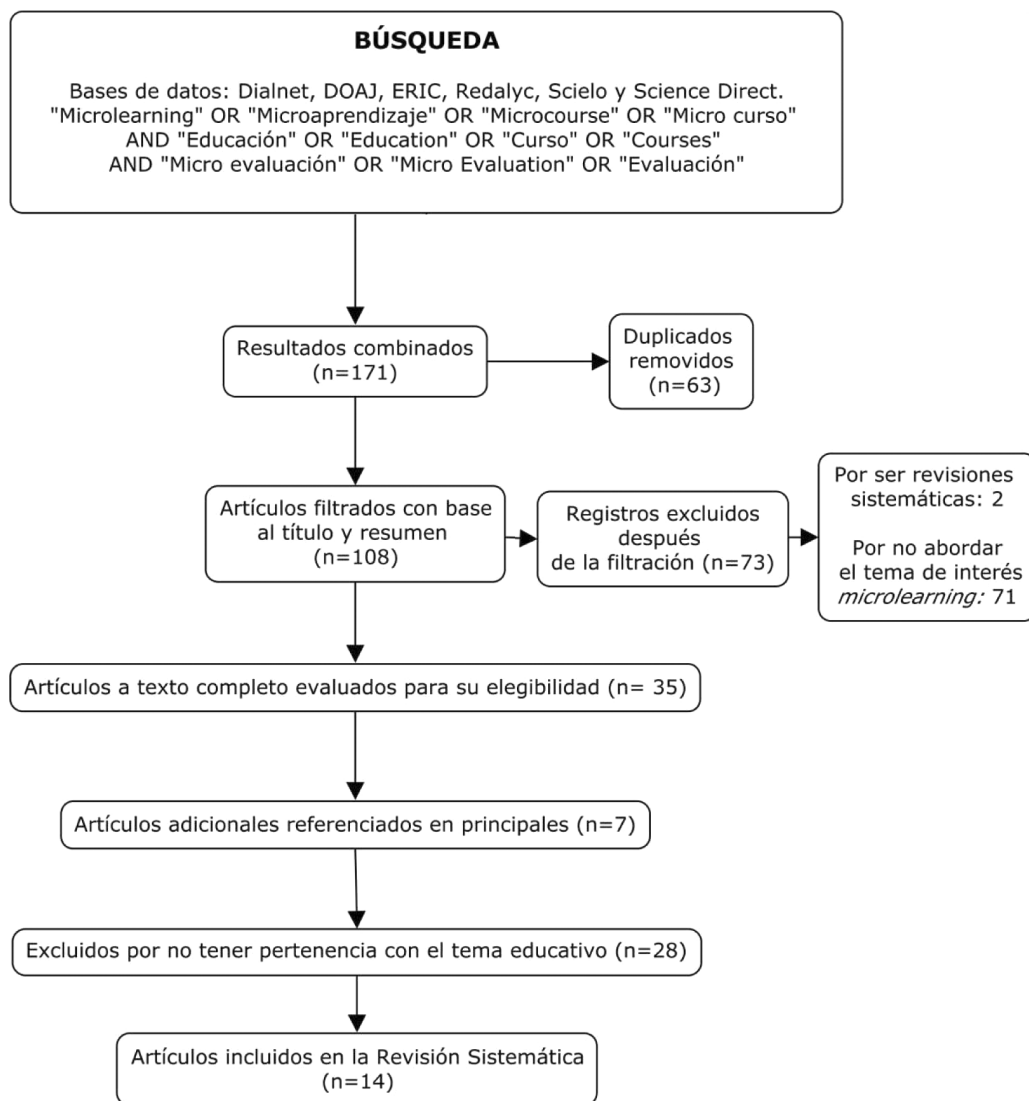 BÚSQUEDA
Bases de datos: Dialnet, DOAJ, ERIC, Redalyc, Scielo y Science Direct.
"Microlearning" OR "Microaprendizaje" OR "Microcourse" OR "Micro curso"
AND "Educación" OR "Education" OR "Curso" OR "Courses"
AND "Micro evaluación" OR "Micro Evaluation" OR "Evaluación"
Resultados combinados
(n=171)
Duplicados
removidos
(n=63)
Artículos filtrados con base
al título y resumen
(n=108)
Registros excluidos
después
de la filtración (n=73)
Por ser revisiones
sistemáticas: 2
Por no abordar
el tema de interés
microlearning: 71
Artículos a texto completo evaluados para su elegibilidad (n= 35)
Artículos adicionales referenciados en principales (n=7)
Excluidos por no tener pertenencia con el tema educativo (n=28)
Artículos incluidos en la Revisión Sistemática
(n=14)